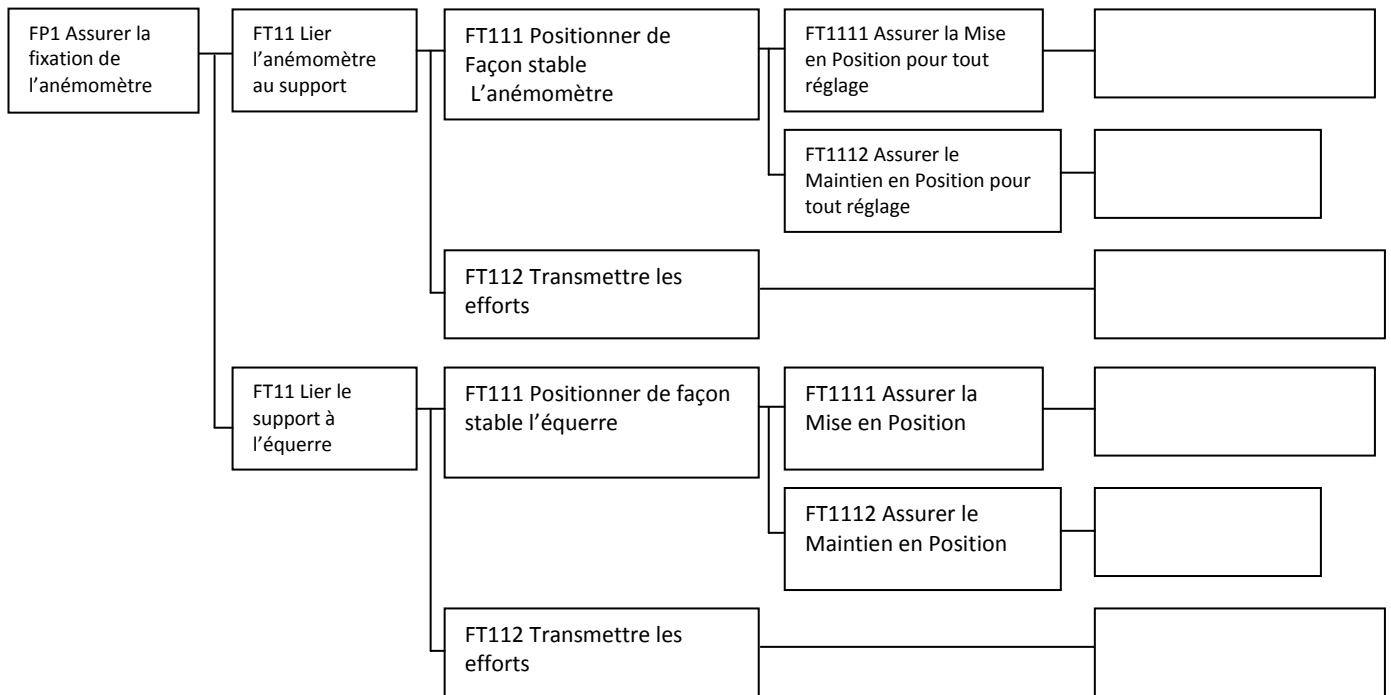 FP1 Assurer la
fixation de
l’anémomètre
FT11 Lier
l’anémomètre
au support
FT111 Positionner de
Façon stable
L’anémomètre
FT1111 Assurer la Mise
en Position pour tout
réglage
FT1112 Assurer le
Maintien en Position pour
tout réglage
FT112 Transmettre les
efforts
FT11 Lier le
support à
l’équerre
FT111 Positionner de façon
stable l’équerre
FT1111 Assurer la
Mise en Position
FT1112 Assurer le
Maintien en Position
FT112 Transmettre les
efforts